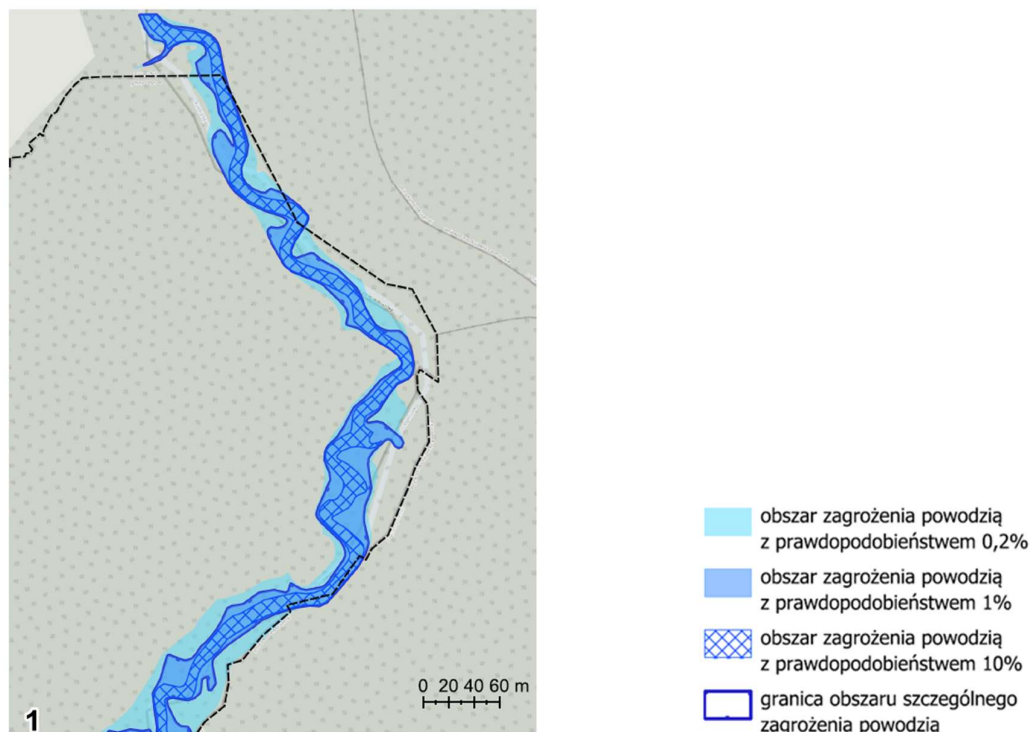 0 20 40 60 m
1
obszar zagrożenia powodzią
z prawdopodobieństwem 0,2%
obszar zagrożenia powodzią
z prawdopodobieństwem 1%
obszar zagrożenia powodzią
z prawdopodobieństwem 10%
granica obszaru szczególnego
zagrożenia powodzią